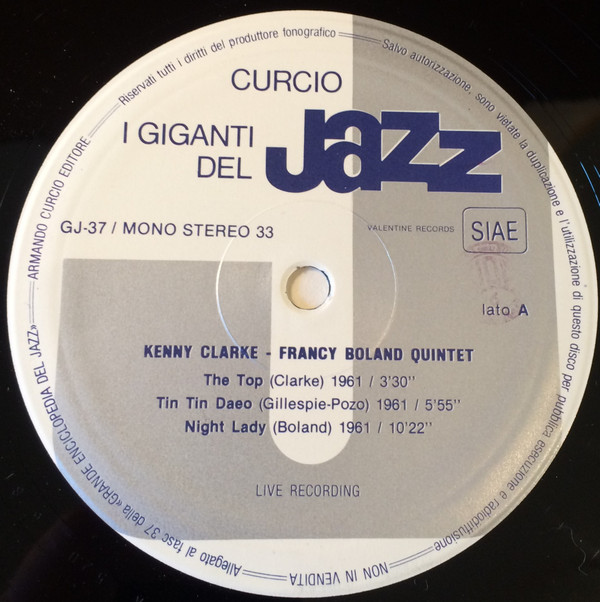 Riservati tutti i diritti del produttore fonografico
Salvo autorizzazione, sono vietate la duplicazione e l'utilizzazione di questo disco per pubblica esecuzione e radiodiffusione
NON IN VENDITA
Allegato al fasc 37 della «GRANDE ENCICLOPEDIA DEL JAZZ»
ARMANDO CURCIO EDITORE
CURCIO
I GIGANTI
DEL
JAZZ
GJ-37 / MONO STEREO 33
VALENTINE RECORDS
SIAE
lato A
KENNY CLARKE - FRANCY BOLAND QUINTET
The Top (Clarke) 1961 / 3'30''
Tin Tin Daeo (Gillespie-Pozo) 1961 / 5'55''
Night Lady (Boland) 1961 / 10'22''
LIVE RECORDING